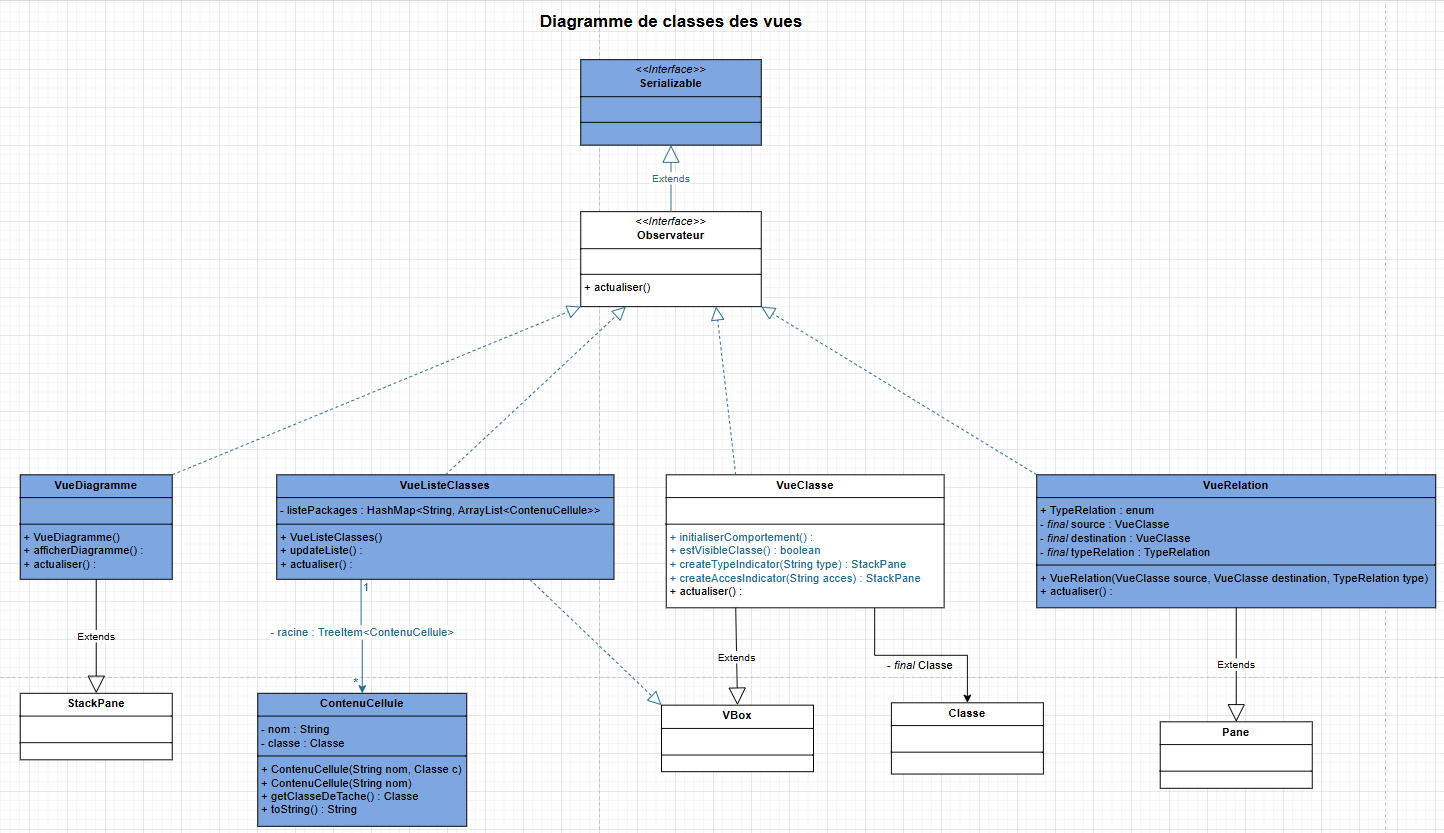 Diagramme de classes des vues
<<Interface>>
Serializable
Extends
<<Interface>>
Observateur
+ actualiser()
VueDiagramme
+ VueDiagramme()
+ afficherDiagramme() :
+ actualiser() :
VueListeClasses
- listePackages : HashMap<String, ArrayList<ContenuCellule>>
+ VueListeClasses()
+ updateListe() :
+ actualiser() :
VueClasse
+ initialiserComportement() :
+ estVisibleClasse() : boolean
+ createTypeIndicator(String type) : StackPane
+ createAccesIndicator(String acces) : StackPane
+ actualiser() :
VueRelation
+ TypeRelation : enum
- final source : VueClasse
- final destination : VueClasse
- final typeRelation : TypeRelation
+ VueRelation(VueClasse source, VueClasse destination, TypeRelation type)
+ actualiser() :
Extends
1
- racine : TreeItem<ContenuCellule>
*
Extends
- final Classe
Extends
StackPane
ContenuCellule
- nom : String
- classe : Classe
+ ContenuCellule(String nom, Classe c)
+ ContenuCellule(String nom)
+ getClasseDeTache() : Classe
+ toString() : String
VBox
Classe
Pane